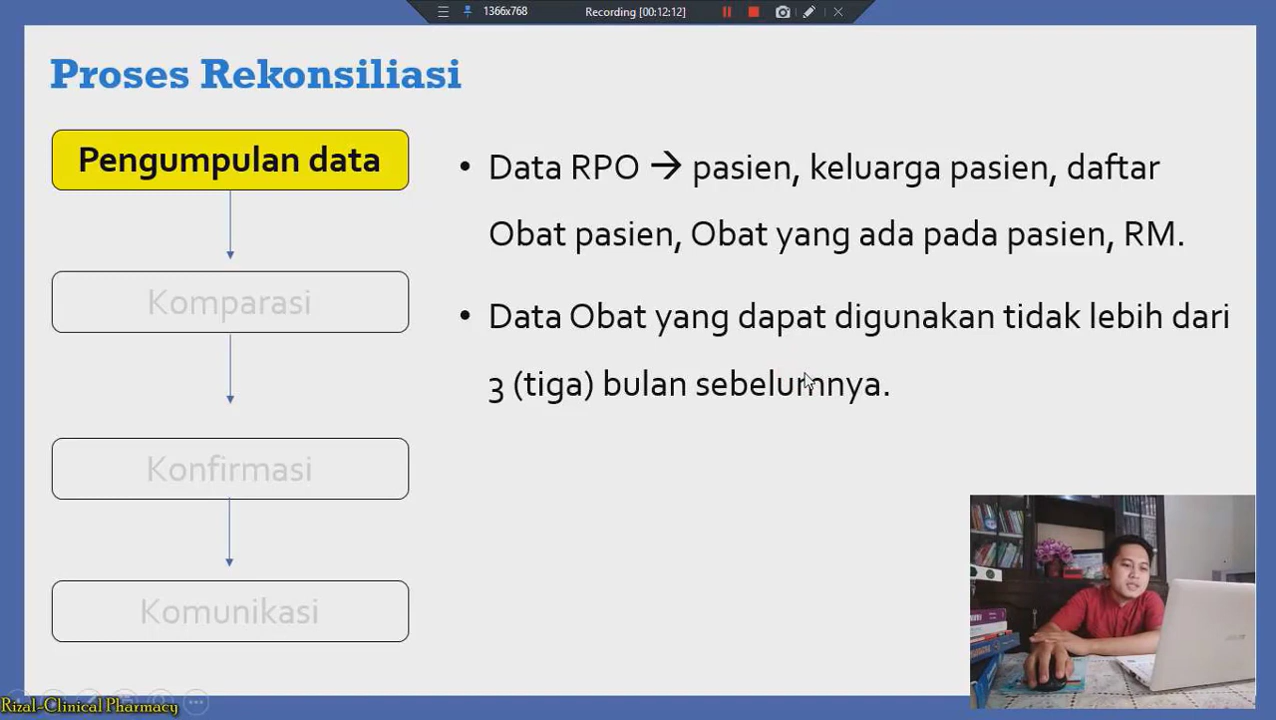 1366x768
Recording [00:12:12]
Proses Rekonsiliasi
Pengumpulan data
Komparasi
Konfirmasi
Komunikasi
• Data RPO → pasien, keluarga pasien, daftar
Obat pasien, Obat yang ada pada pasien, RM.
• Data Obat yang dapat digunakan tidak lebih dari
3 (tiga) bulan sebelumnya.
Rizal-Clinical Pharmacy